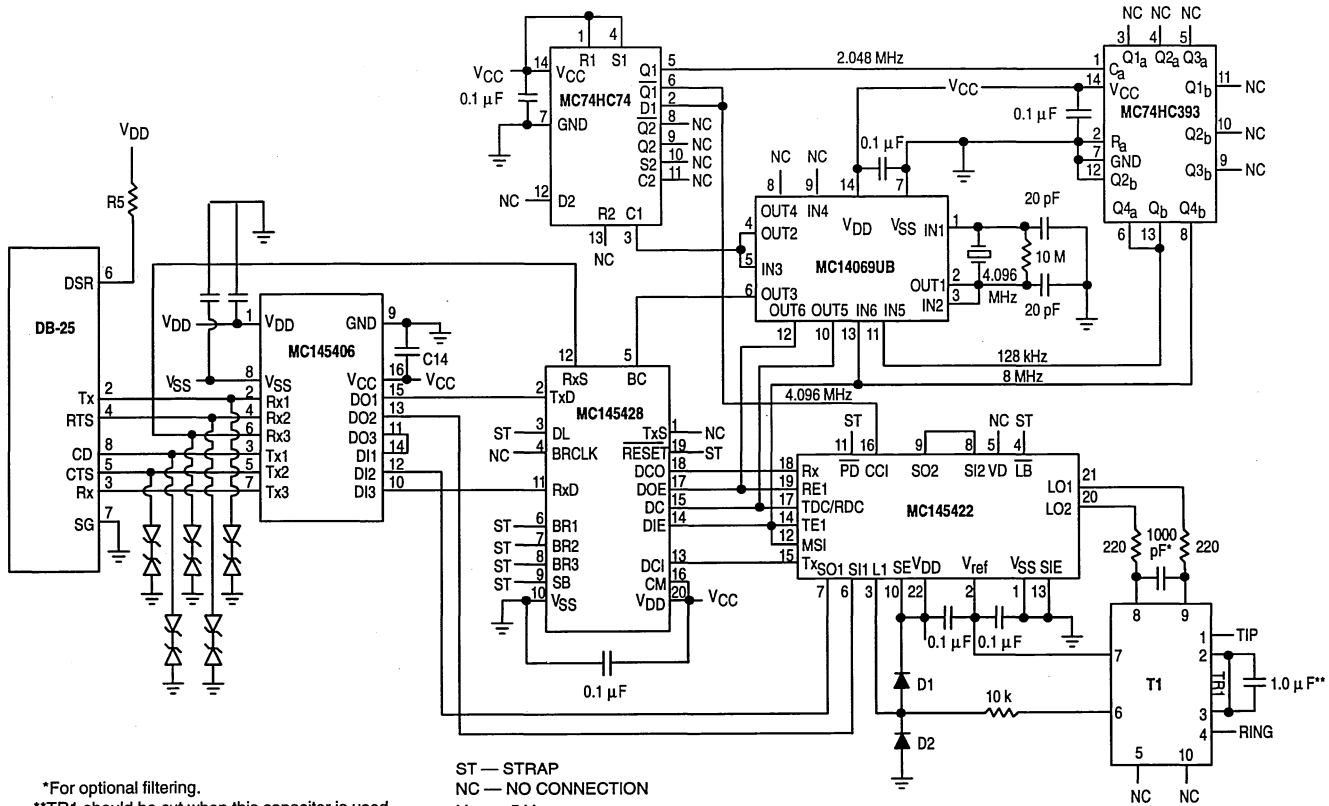 NC NC NC
3 4 5
Q1a Q2a Q3a
1 4
R1 S1
VCC 14 VCC
0.1 µF
7 GND
MC74HC74
Q1 5
Q1 6
D1 2
Q2 8 NC
Q2 9 NC
S2 10 NC
C2 11 NC
NC 12 D2
R2 C1
13 3
NC
2.048 MHz
1 Ca
14 VCC
VCC
0.1 µF
MC74HC393
Q1b 11 NC
Q2b 10 NC
Q3b 9 NC
2 Ra
7 GND
12 Q2b
Q4a Qb Q4b
6 13 8
0.1 µF
NC NC
8 9 14 7
OUT4 IN4
VDD VSS IN1 1
4 OUT2
5 IN3
MC14069UB
6 OUT3
OUT1 2
IN2 3
OUT6 OUT5 IN6 IN5
12 10 13 11
20 pF
10 M
4.096
MHz
20 pF
128 kHz
8 MHz
4.096 MHz
VDD
R5
DSR 6
DB-25
Tx 2
RTS 4
CD 8
CTS 5
Rx 3
SG 7
VDD 1 VDD
GND 9
MC145406
C14
VCC 16 VCC
VSS 8 VSS
2 Rx1
4 Rx2
6 Rx3
3 Tx1
5 Tx2
7 Tx3
DO1 15
DO2 13
DO3 11
DI1 14
DI2 12
DI3 10
12 5
RxS BC
2 TxD
MC145428
ST 3 DL
NC 4 BRCLK
TxS 1 NC
RESET 19 ST
DCO 18
DOE 17
DC 15
DIE 14
11 RxD
ST 6 BR1
ST 7 BR2
ST 8 BR3
ST 9 SB
10 VSS
DCI 13
CM 16
VDD 20 VCC
0.1 µF
ST NC ST
11 16 9 8 5 4
PD CCI SO2 SI2 VD LB
18 Rx
19 RE1
17 TDC/RDC
14 TE1
12 MSI
15 Tx
MC145422
LO1 21
LO2 20
SO1 SI1 L1 SE VDD Vref VSS SIE
7 6 3 10 22 2 1 13
220 1000 pF* 220
0.1 µF 0.1 µF
D1
D2
10 k
8 9
7
6
T1
1 TIP
2
TR1
3
4 RING
1.0 µF**
5 10
NC NC
*For optional filtering.
ST — STRAP
NC — NO CONNECTION